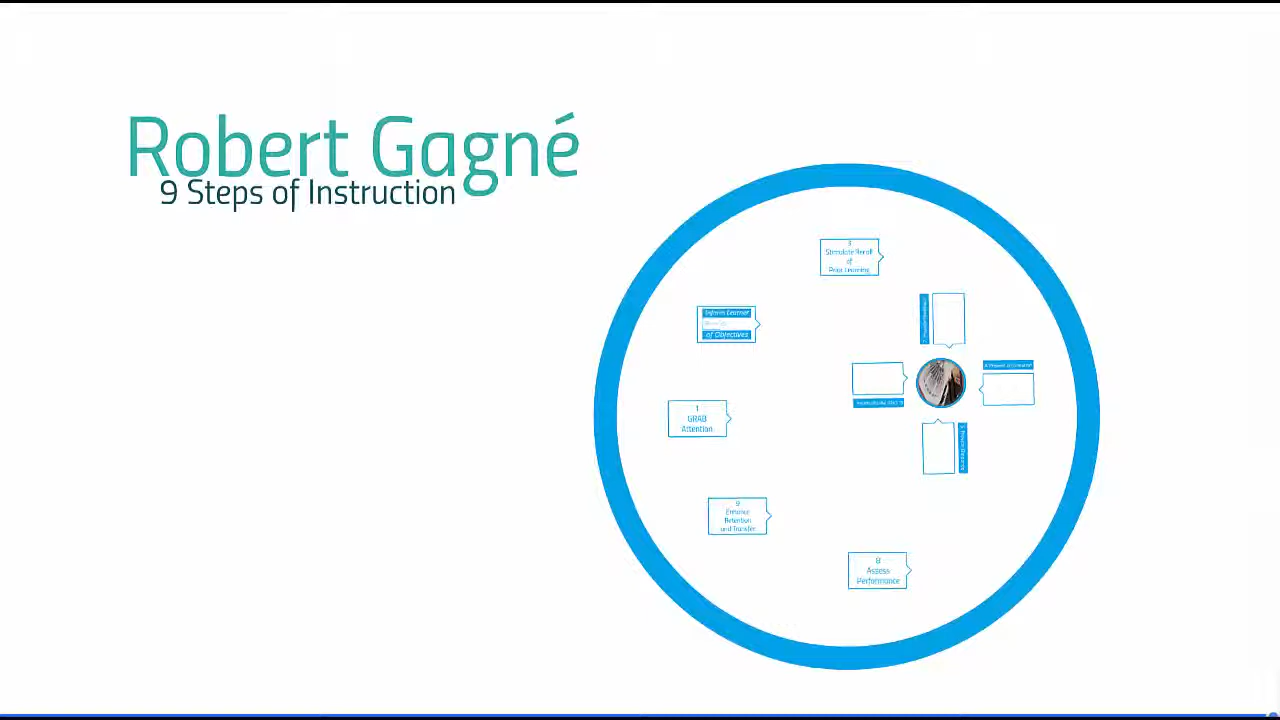 Robert Gagné
9 Steps of Instruction
3
Stimulate Recall
of
Prior Learning
Inform Learner
of Objectives
1
GRAB
Attention
9
Enhance
Retention
and Transfer
8
Assess
Performance